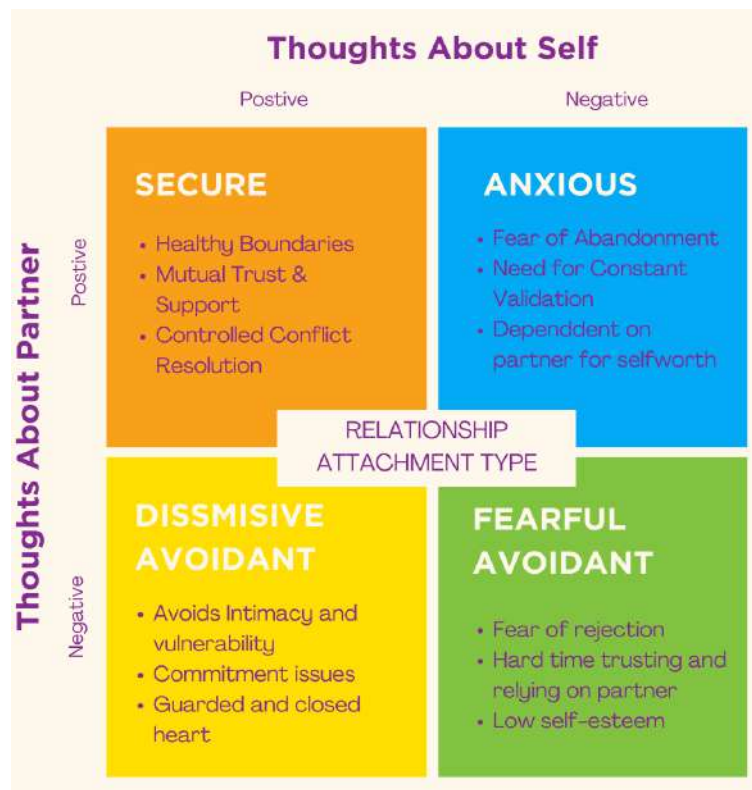 Thoughts About Self
Postive
Negative
Thoughts About Partner
Postive
Negative
SECURE
• Healthy Boundaries
• Mutual Trust &
Support
• Controlled Conflict
Resolution
ANXIOUS
• Fear of Abandonment
• Need for Constant
Validation
• Dependdent on
partner for selfworth
RELATIONSHIP
ATTACHMENT TYPE
DISSMISIVE
AVOIDANT
• Avoids Intimacy and
vulnerability
• Commitment issues
• Guarded and closed
heart
FEARFUL
AVOIDANT
• Fear of rejection
• Hard time trusting and
relying on partner
• Low self-esteem